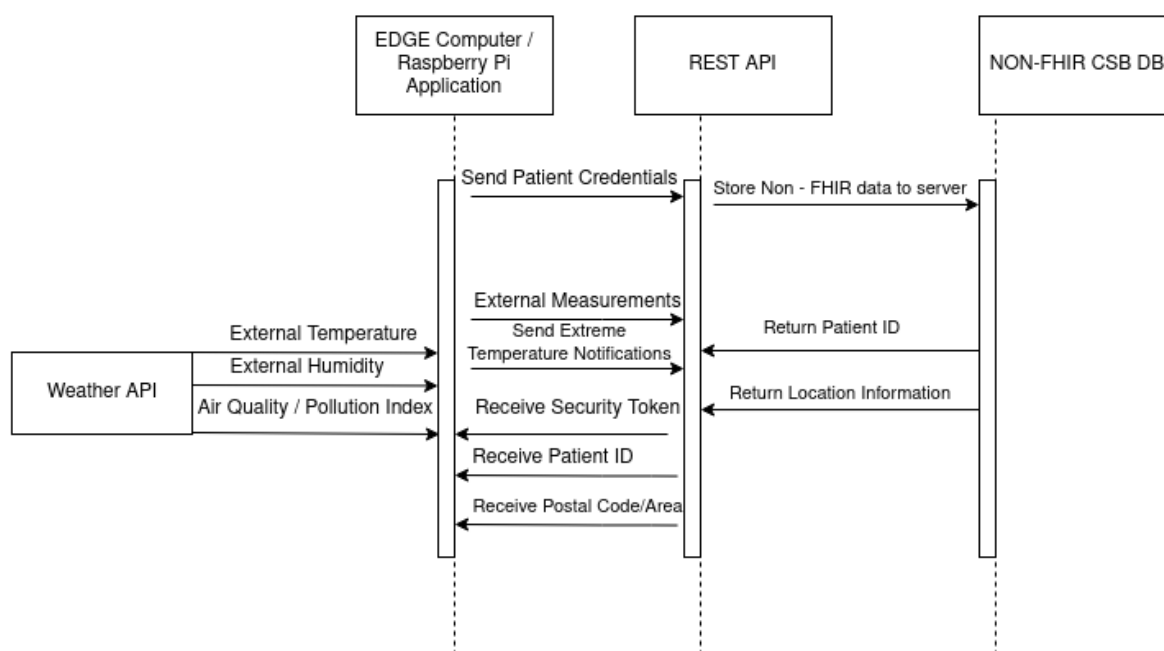 EDGE Computer /
Raspberry Pi
Application
REST API
NON-FHIR CSB DB
Send Patient Credentials
Store Non - FHIR data to server
External Measurements
Send Extreme
Temperature Notifications
Return Patient ID
External Temperature
External Humidity
Weather API
Air Quality / Pollution Index
Return Location Information
Receive Security Token
Receive Patient ID
Receive Postal Code/Area